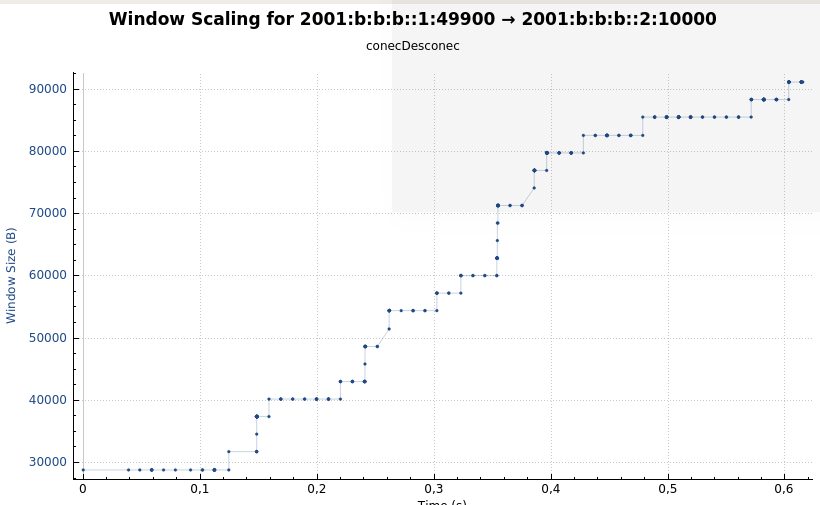 Window Scaling for 2001:b:b:b::1:49900 → 2001:b:b:b::2:10000
conecDesconec
90000
80000
70000
60000
50000
40000
30000
Window Size (B)
0 0,1 0,2 0,3 0,4 0,5 0,6
Time (s)